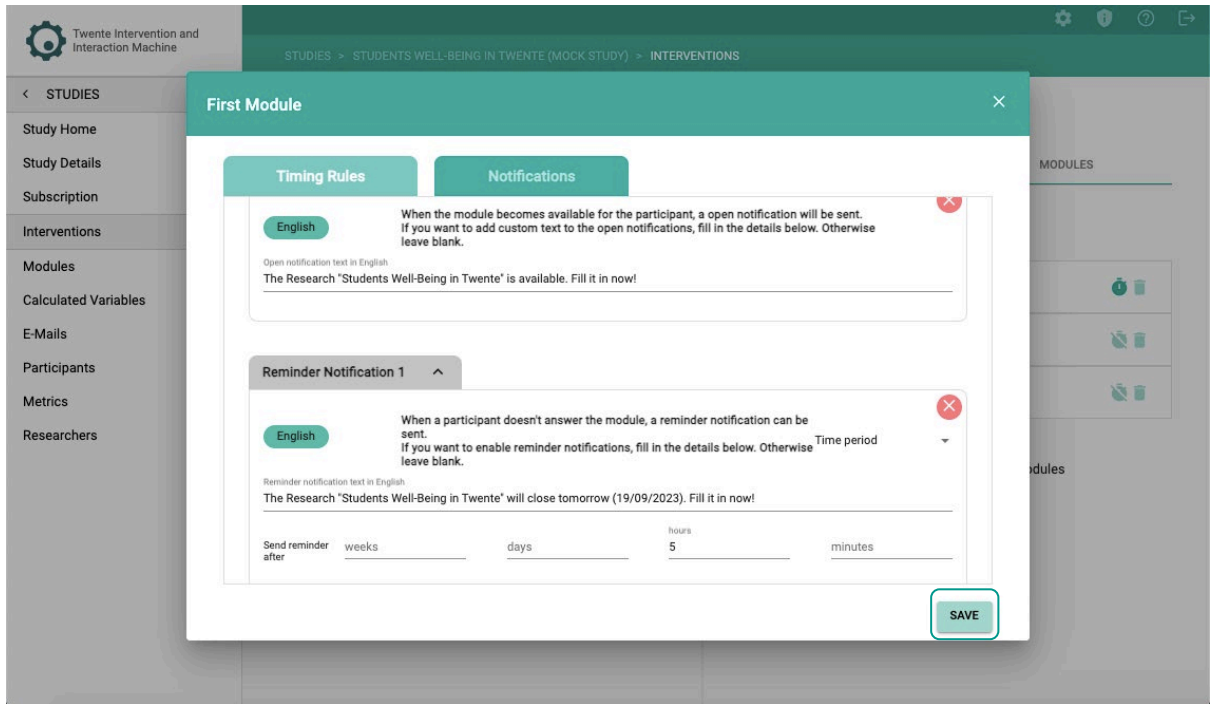 Twente Intervention and
Interaction Machine
STUDIES > STUDENTS WELL-BEING IN TWENTE (MOCK STUDY) > INTERVENTIONS
< STUDIES
Study Home
Study Details
Subscription
Interventions
Modules
Calculated Variables
E-Mails
Participants
Metrics
Researchers
MODULES
First Module
Timing Rules
Notifications
English
When the module becomes available for the participant, a open notification will be sent.
If you want to add custom text to the open notifications, fill in the details below. Otherwise
leave blank.
Open notification text in English
The Research "Students Well-Being in Twente" is available. Fill it in now!
Reminder Notification 1
English
When a participant doesn't answer the module, a reminder notification can be
sent.
If you want to enable reminder notifications, fill in the details below. Otherwise
leave blank.
Time period
Reminder notification text in English
The Research "Students Well-Being in Twente" will close tomorrow (19/09/2023). Fill it in now!
Send reminder
after
weeks
days
hours
5
minutes
SAVE